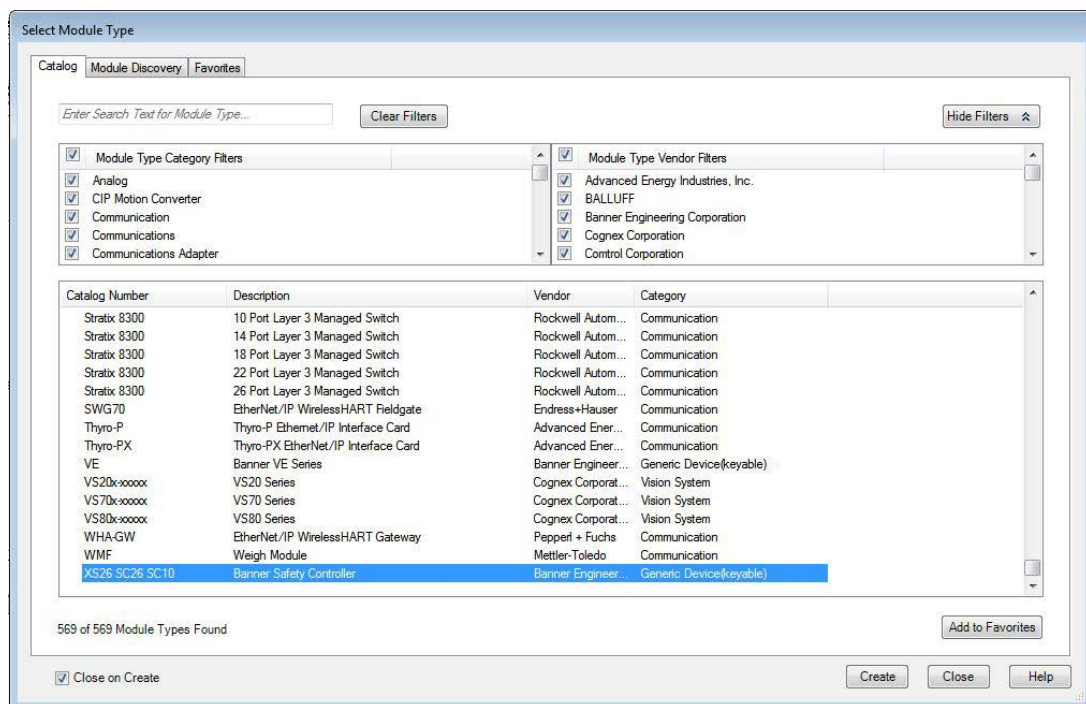 Select Module Type
Catalog Module Discovery Favorites
Enter Search Text for Module Type... Clear Filters Hide Filters
Module Type Category Filters Module Type Vendor Filters
Analog Advanced Energy Industries, Inc.
CIP Motion Converter BALLUFF
Communication Banner Engineering Corporation
Communications Cognex Corporation
Communications Adapter Comtrol Corporation
Catalog Number Description Vendor Category
Stratix 8300 10 Port Layer 3 Managed Switch Rockwell Autom... Communication
Stratix 8300 14 Port Layer 3 Managed Switch Rockwell Autom... Communication
Stratix 8300 18 Port Layer 3 Managed Switch Rockwell Autom... Communication
Stratix 8300 22 Port Layer 3 Managed Switch Rockwell Autom... Communication
Stratix 8300 26 Port Layer 3 Managed Switch Rockwell Autom... Communication
SWG70 EtherNet/IP WirelessHART Fieldgate Endress+Hauser Communication
Thyro-P Thyro-P Ethernet/IP Interface Card Advanced Ener... Communication
Thyro-PX Thyro-PX EtherNet/IP Interface Card Advanced Ener... Communication
VE Banner VE Series Banner Engineer... Generic Device(keyable)
VS20x-xxxxx VS20 Series Cognex Corporat... Vision System
VS70x-xxxxx VS70 Series Cognex Corporat... Vision System
VS80x-xxxxx VS80 Series Cognex Corporat... Vision System
WHA-GW EtherNet/IP WirelessHART Gateway Pepperl + Fuchs Communication
WMF Weigh Module Mettler-Toledo Communication
XS26 SC26 SC10 Banner Safety Controller Banner Engineer... Generic Device(keyable)
569 of 569 Module Types Found Add to Favorites
Close on Create Create Close Help